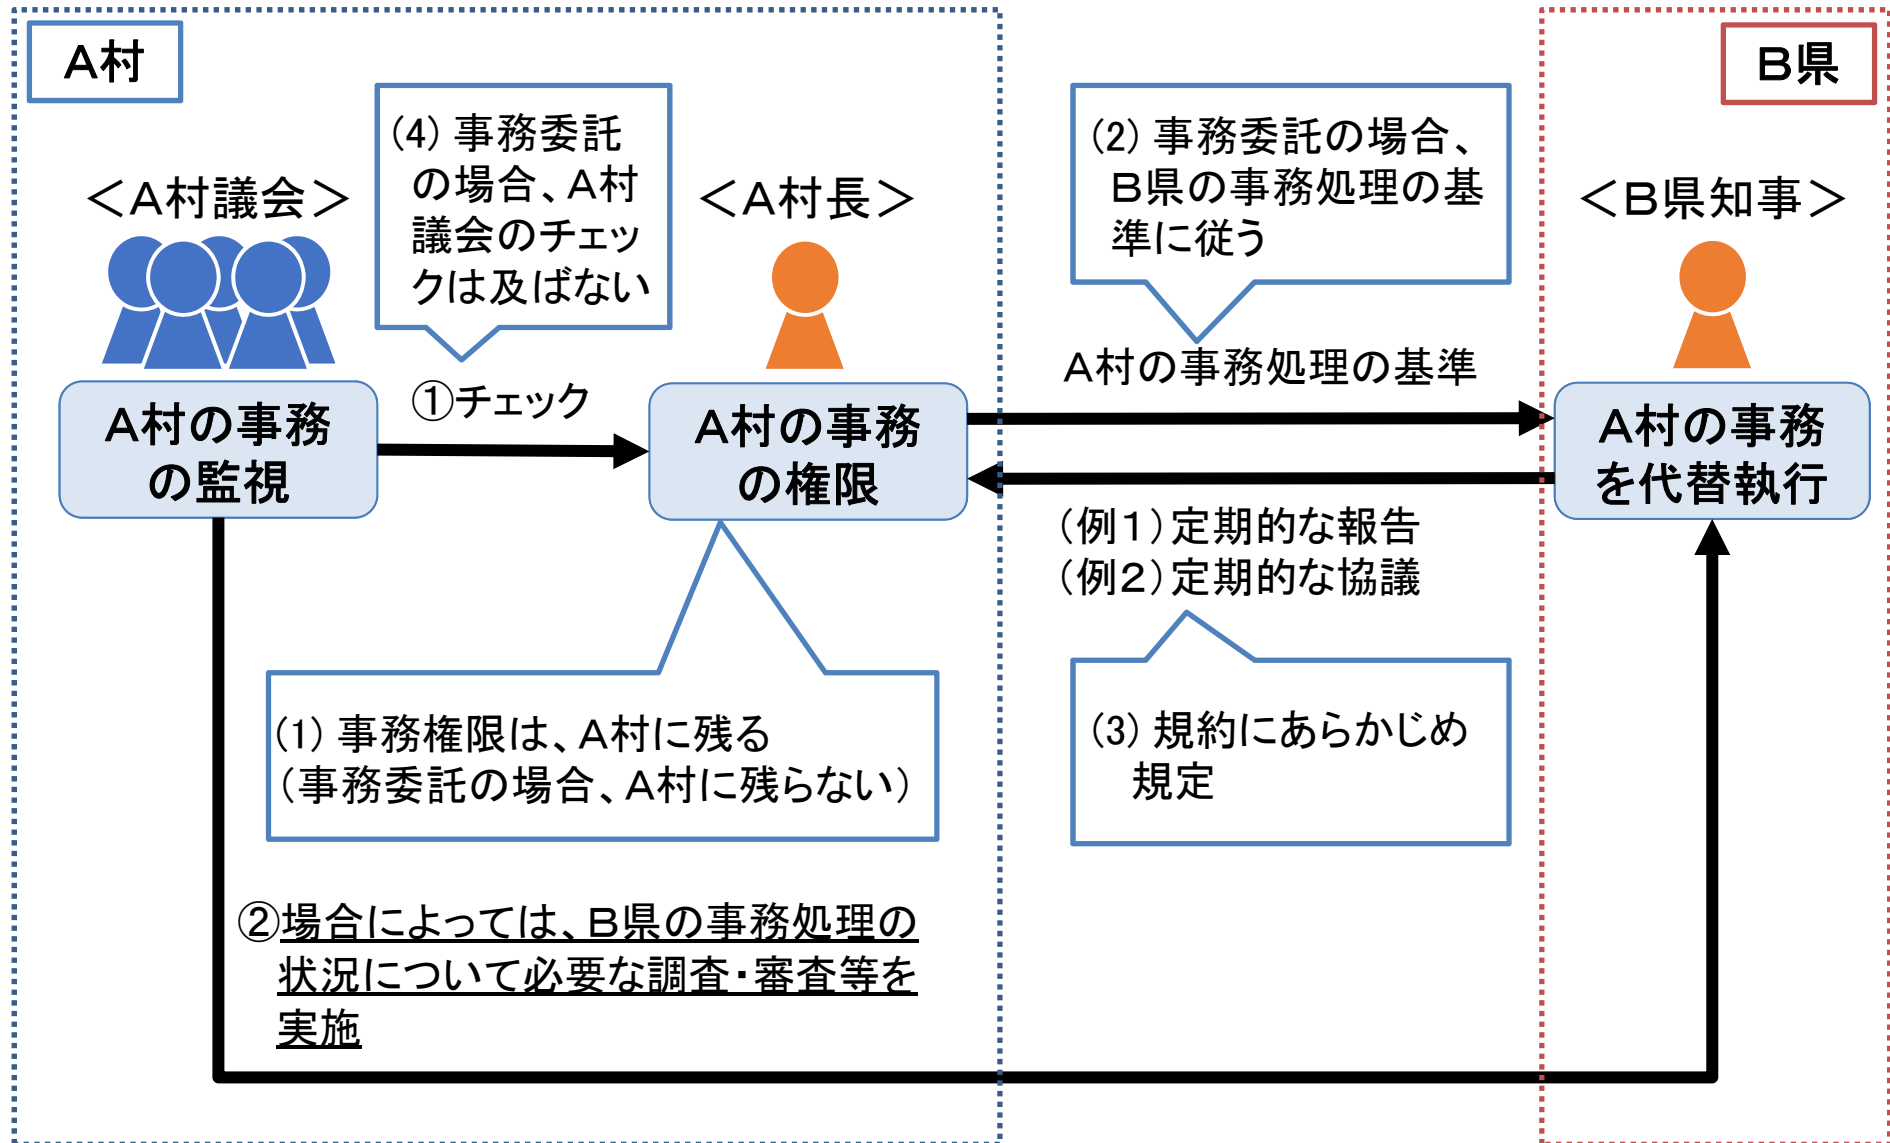 A村
B県
(4) 事務委託
の場合、A村
議会のチェッ
クは及ばない
(2) 事務委託の場合、
B県の事務処理の基
準に従う
＜A村議会＞
＜A村長＞
＜B県知事＞
①チェック
A村の事務処理の基準
A村の事務
の監視
A村の事務
の権限
A村の事務
を代替執行
（例１）定期的な報告
（例２）定期的な協議
(1) 事務権限は、A村に残る
（事務委託の場合、A村に残らない）
(3) 規約にあらかじめ
規定
②場合によっては、B県の事務処理の
状況について必要な調査・審査等を
実施